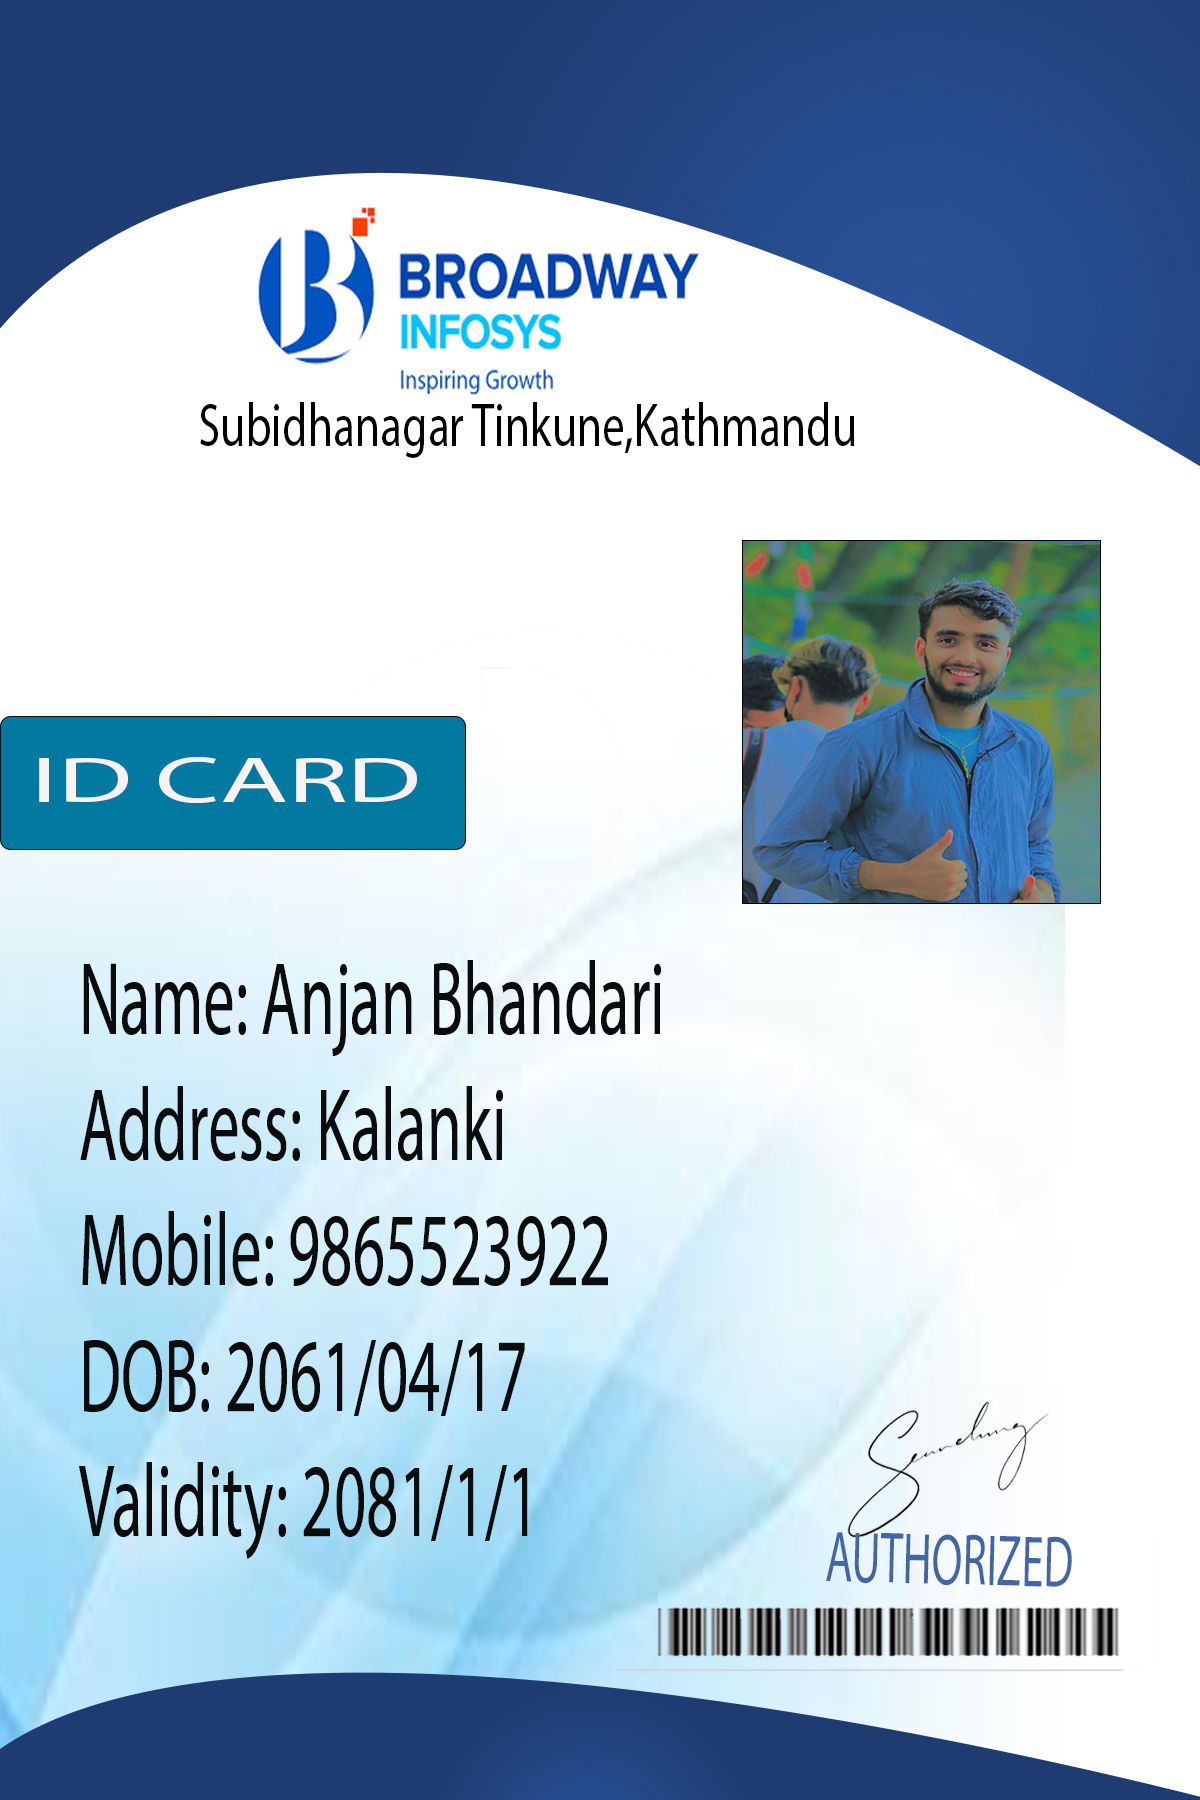 BROADWAY
INFOSYS
Inspiring Growth
Subidhanagar Tinkune,Kathmandu
ID CARD
Name: Anjan Bhandari
Address: Kalanki
Mobile: 9865523922
DOB: 2061/04/17
Validity: 2081/1/1
AUTHORIZED